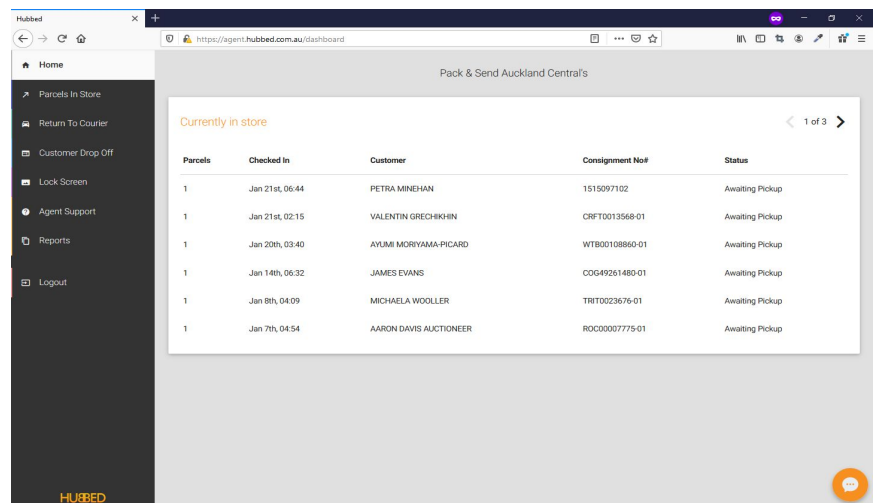 Hubbed
https://agent.hubbed.com.au/dashboard
Home
Parcels In Store
Return To Courier
Customer Drop Off
Lock Screen
Agent Support
Reports
Logout
HUBBED
Pack & Send Auckland Central's
Currently in store
1 of 3
Parcels Checked In Customer Consignment No# Status
1 Jan 21st, 06:44 PETRA MINEHAN 1515097102 Awaiting Pickup
1 Jan 21st, 02:15 VALENTIN GRECHIKHIN CRFT0013568-01 Awaiting Pickup
1 Jan 20th, 03:40 AYUMI MORIYAMA-PICARD WTB00108860-01 Awaiting Pickup
1 Jan 14th, 06:32 JAMES EVANS COG49261480-01 Awaiting Pickup
1 Jan 8th, 04:09 MICHAELA WOOLLER TRIT0023676-01 Awaiting Pickup
1 Jan 7th, 04:54 AARON DAVIS AUCTIONEER ROC00007775-01 Awaiting Pickup